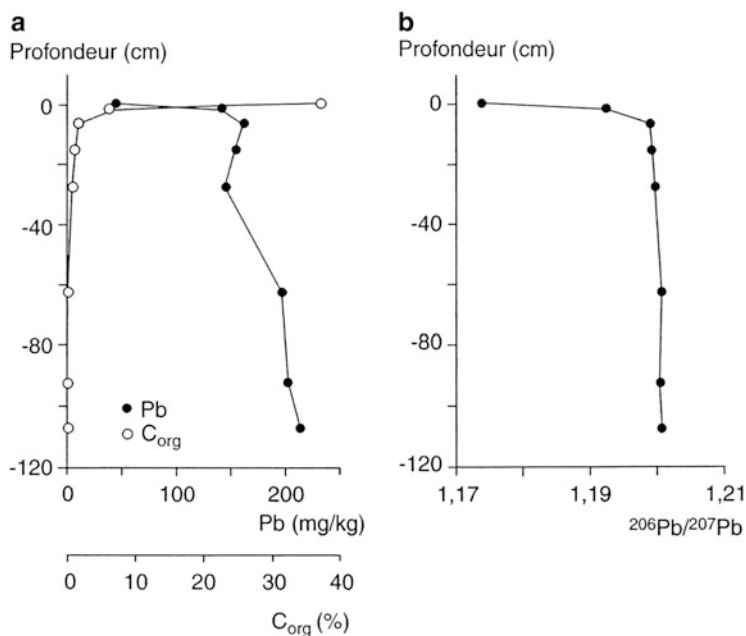 a
Profondeur (cm)
0
-40
-80
-120
Pb
Corg
0 100 200
Pb (mg/kg)
0 10 20 30 40
Corg (%)
b
Profondeur (cm)
0
-40
-80
-120
1,17 1,19 1,21
206Pb/207Pb